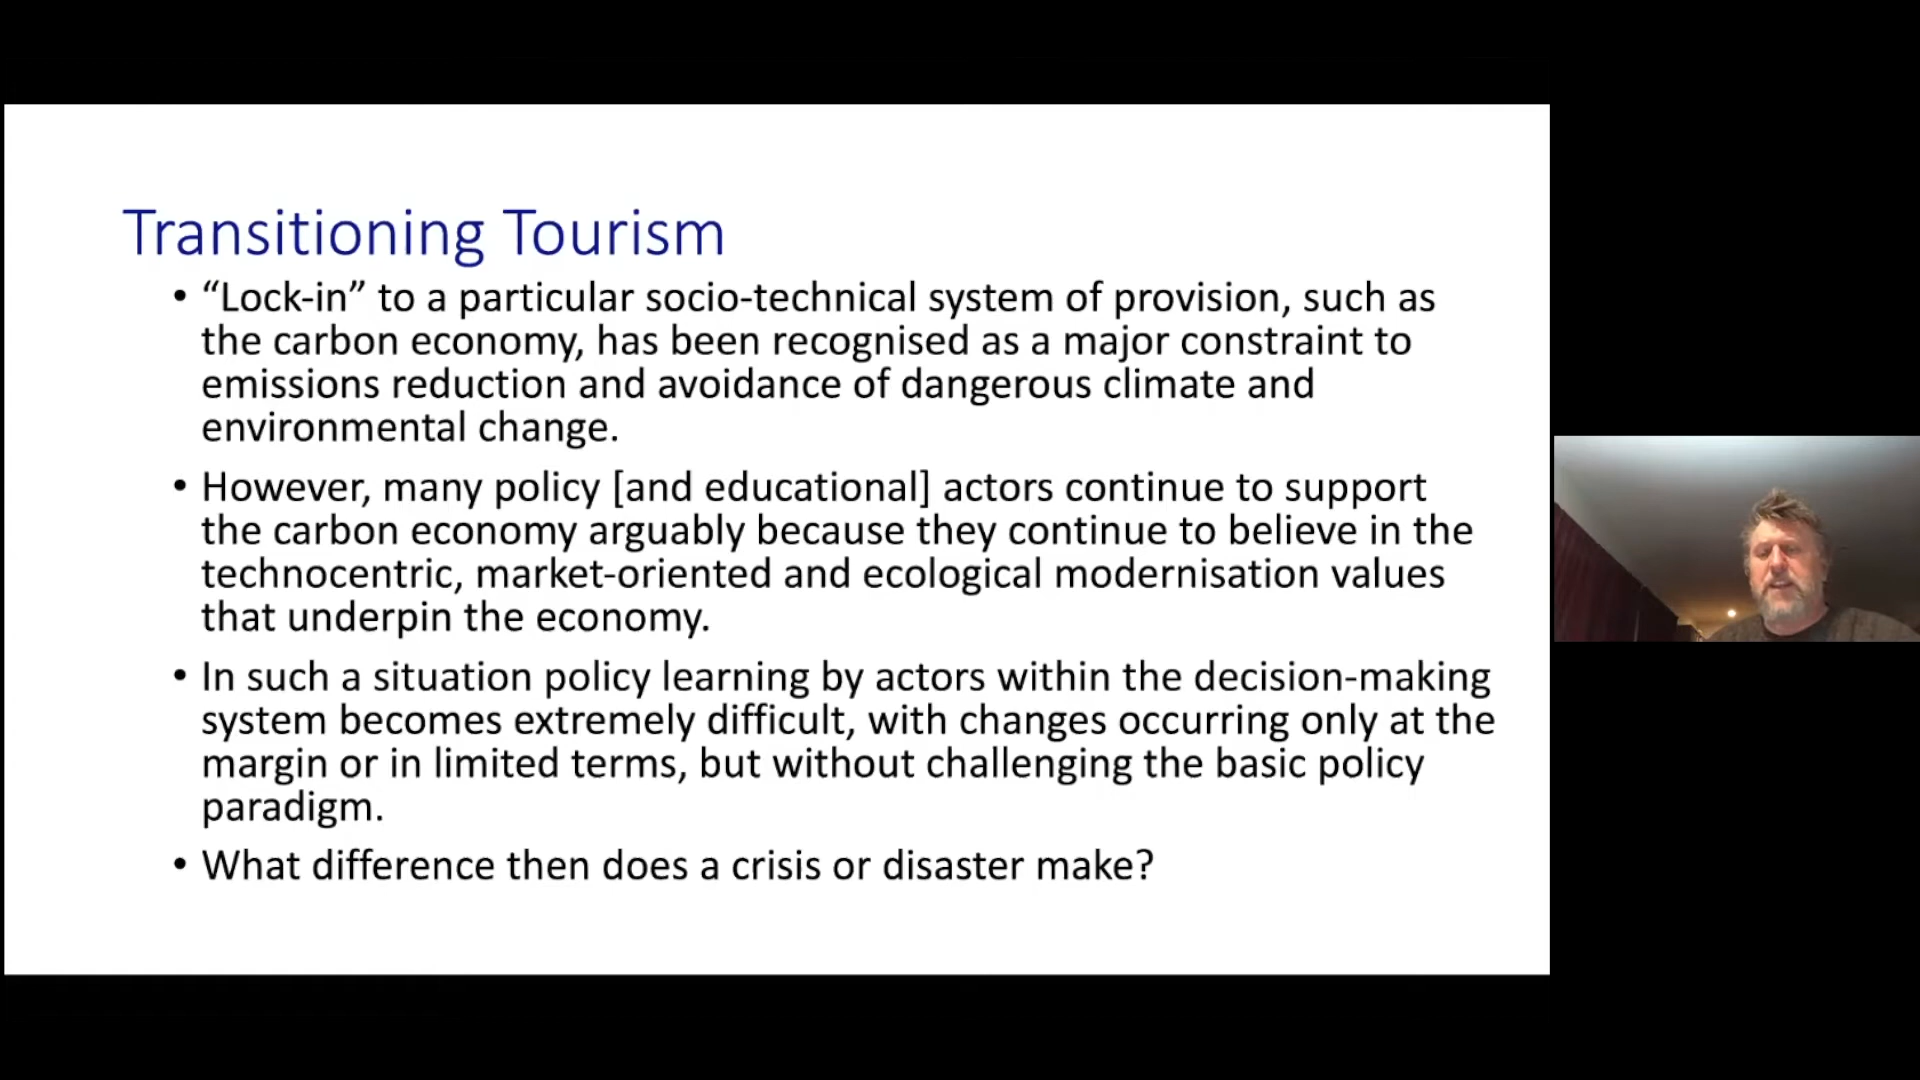 Transitioning Tourism
• “Lock-in” to a particular socio-technical system of provision, such as
the carbon economy, has been recognised as a major constraint to
emissions reduction and avoidance of dangerous climate and
environmental change.
• However, many policy [and educational] actors continue to support
the carbon economy arguably because they continue to believe in the
technocentric, market-oriented and ecological modernisation values
that underpin the economy.
• In such a situation policy learning by actors within the decision-making
system becomes extremely difficult, with changes occurring only at the
margin or in limited terms, but without challenging the basic policy
paradigm.
• What difference then does a crisis or disaster make?